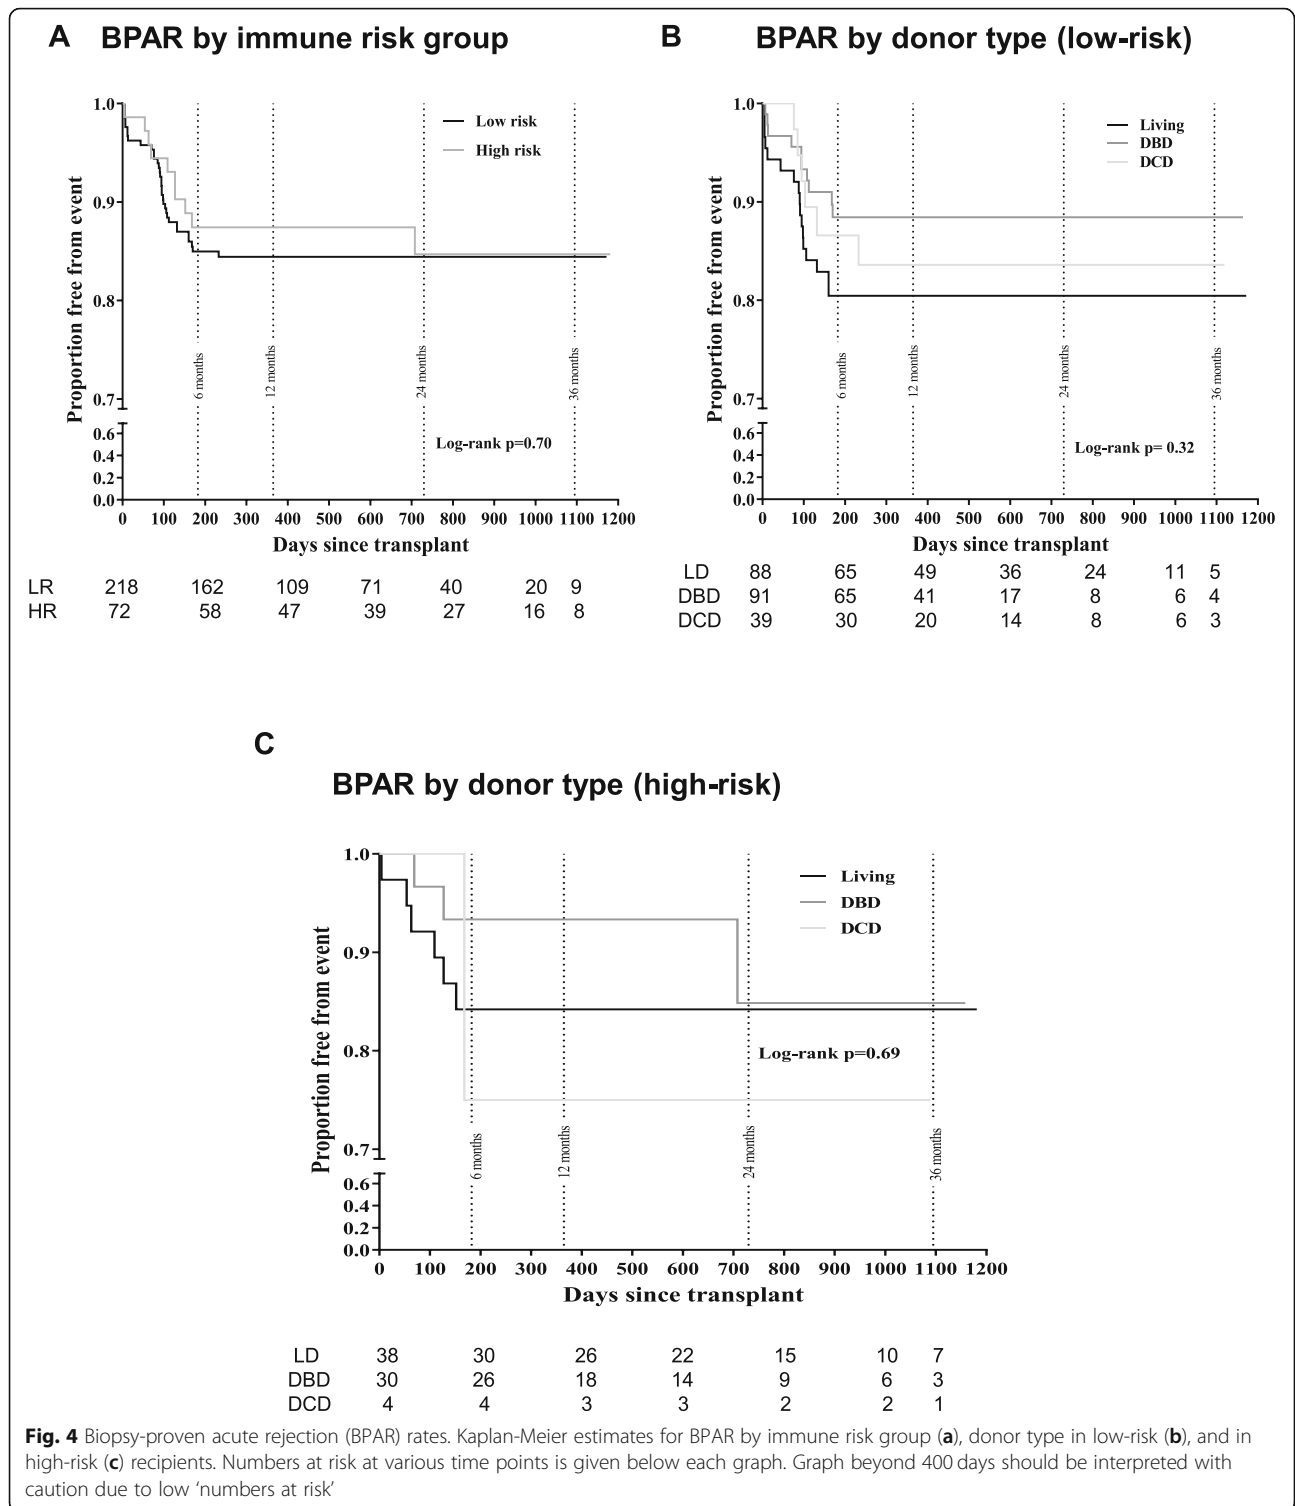 A BPAR by immune risk group
1.0
0.9
0.8
0.7
0.6
0.4
0.2
0.0
Proportion free from event
Low risk
High risk
6 months
12 months
24 months
36 months
Log-rank p=0.70
0 100 200 300 400 500 600 700 800 900 1000 1100 1200
Days since transplant
LR 218 162 109 71 40 20 9
HR 72 58 47 39 27 16 8
B BPAR by donor type (low-risk)
1.0
0.9
0.8
0.7
0.6
0.4
0.2
0.0
Proportion free from event
Living
DBD
DCD
6 months
12 months
24 months
36 months
Log-rank p= 0.32
0 100 200 300 400 500 600 700 800 900 1000 1100 1200
Days since transplant
LD 88 65 49 36 24 11 5
DBD 91 65 41 17 8 6 4
DCD 39 30 20 14 8 6 3
C
BPAR by donor type (high-risk)
1.0
0.9
0.8
0.7
0.6
0.4
0.2
0.0
Proportion free from event
Living
DBD
DCD
Log-rank p=0.69
6 months
12 months
24 months
36 months
0 100 200 300 400 500 600 700 800 900 1000 1100 1200
Days since transplant
LD 38 30 26 22 15 10 7
DBD 30 26 18 14 9 6 3
DCD 4 4 3 3 2 2 1
Fig. 4 Biopsy-proven acute rejection (BPAR) rates. Kaplan-Meier estimates for BPAR by immune risk group (a), donor type in low-risk (b), and in
high-risk (c) recipients. Numbers at risk at various time points is given below each graph. Graph beyond 400 days should be interpreted with
caution due to low 'numbers at risk'